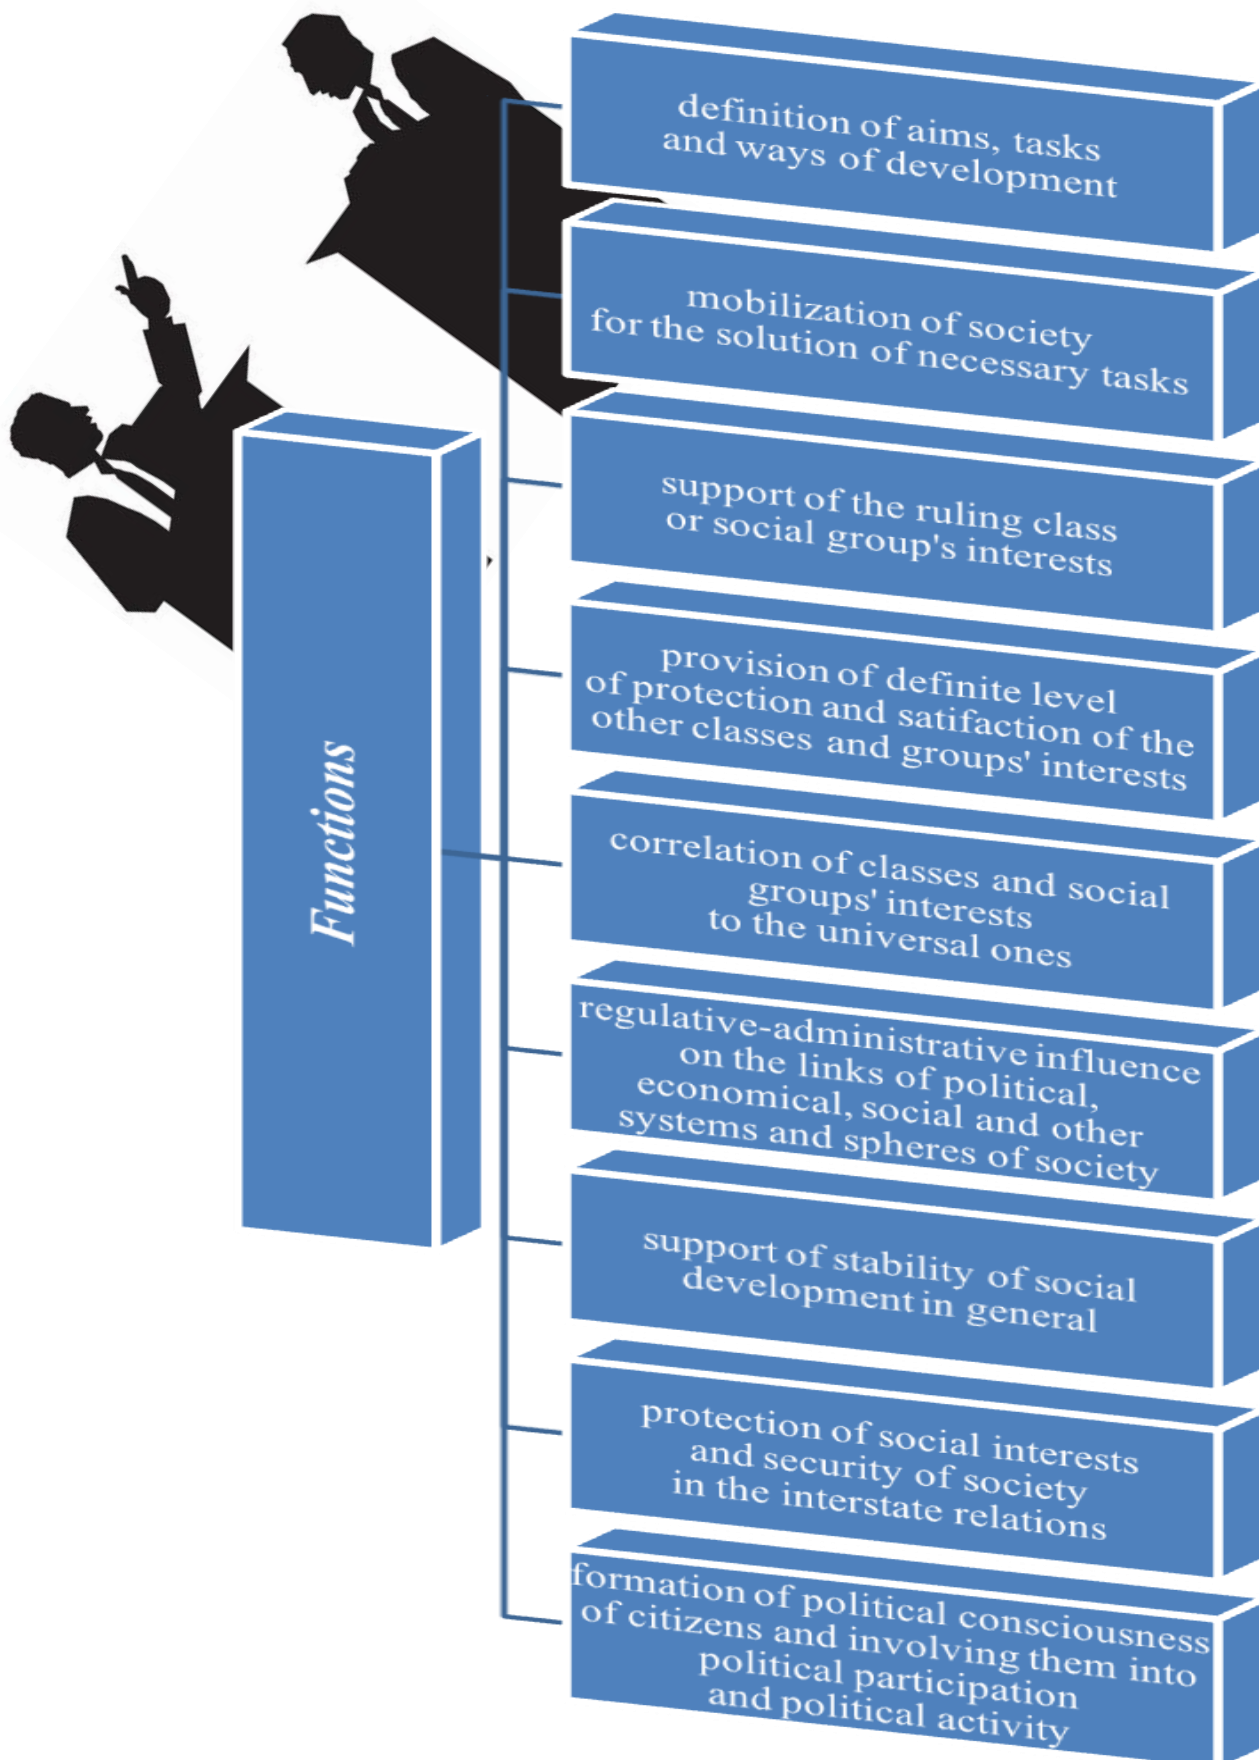 Functions
definition of aims, tasks
and ways of development
mobilization of society
for the solution of necessary tasks
support of the ruling class
or social group's interests
provision of definite level
of protection and satifaction of the
other classes and groups' interests
correlation of classes and social
groups' interests
to the universal ones
regulative-administrative influence
on the links of political,
economical, social and other
systems and spheres of society
support of stability of social
development in general
protection of social interests
and security of society
in the interstate relations
formation of political consciousness
of citizens and involving them into
political participation
and political activity